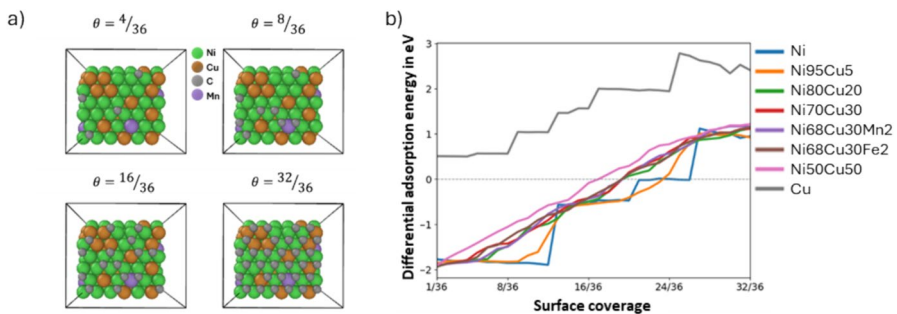 a)
θ = 4/36
θ = 8/36
Ni
Cu
C
Mn
θ = 16/36
θ = 32/36
b)
Differential adsorption energy in eV
3
2
1
0
−1
−2
1/36
8/36
16/36
24/36
32/36
Surface coverage
Ni
Ni95Cu5
Ni80Cu20
Ni70Cu30
Ni68Cu30Mn2
Ni68Cu30Fe2
Ni50Cu50
Cu